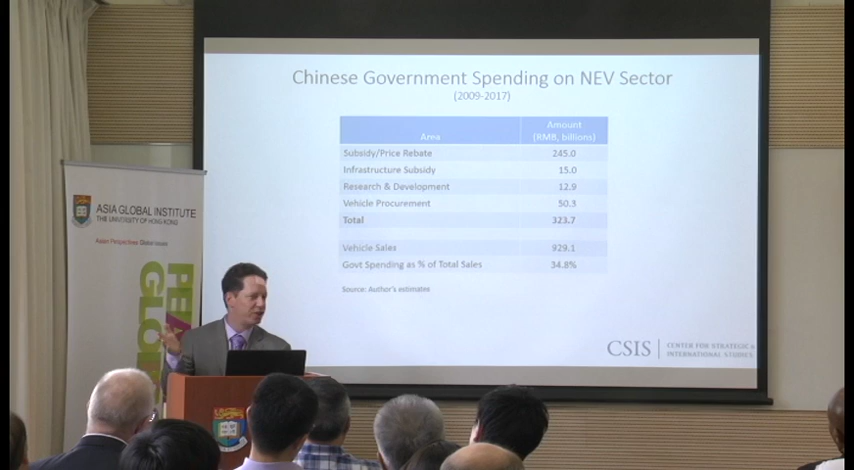 Chinese Government Spending on NEV Sector
(2009-2017)
Area Amount (RMB, billions)
Subsidy/Price Rebate 245.0
Infrastructure Subsidy 15.0
Research & Development 12.9
Vehicle Procurement 50.3
Total 323.7
Vehicle Sales 929.1
Govt Spending as % of Total Sales 34.8%
Source: Author's estimates
CSIS
CENTER FOR STRATEGIC &
INTERNATIONAL STUDIES
ASIA GLOBAL INSTITUTE
THE UNIVERSITY OF HONG KONG
Asian Perspectives Global Issues